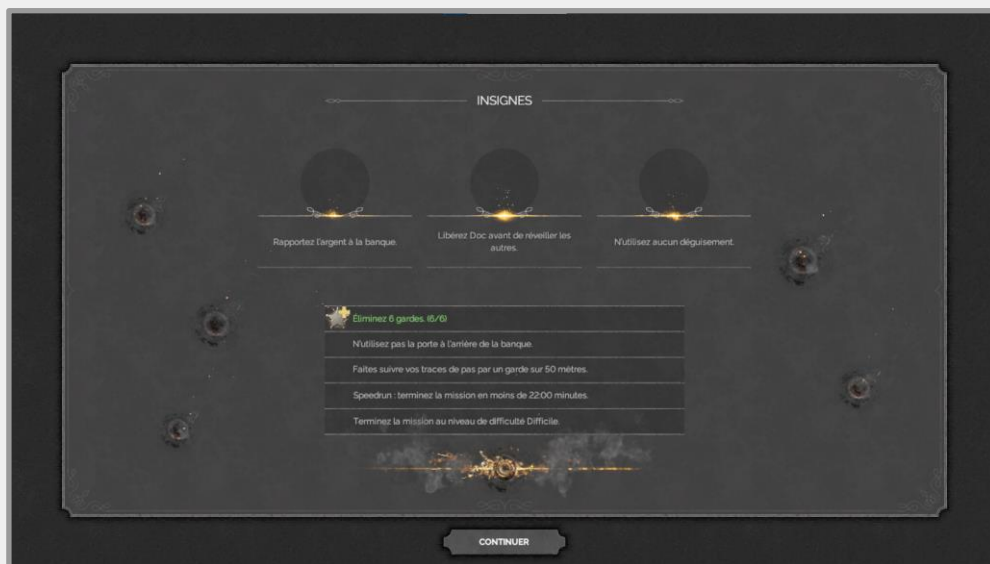 INSIGNES
Rapportez l'argent à la banque.
Libérez Doc avant de réveiller les
autres.
N'utilisez aucun déguisement.
Éliminez 6 gardes. (6/6)
N'utilisez pas la porte à l'arrière de la banque.
Faites suivre vos traces de pas par un garde sur 50 mètres.
Speedrun : terminez la mission en moins de 22:00 minutes.
Terminez la mission au niveau de difficulté Difficile.
CONTINUER